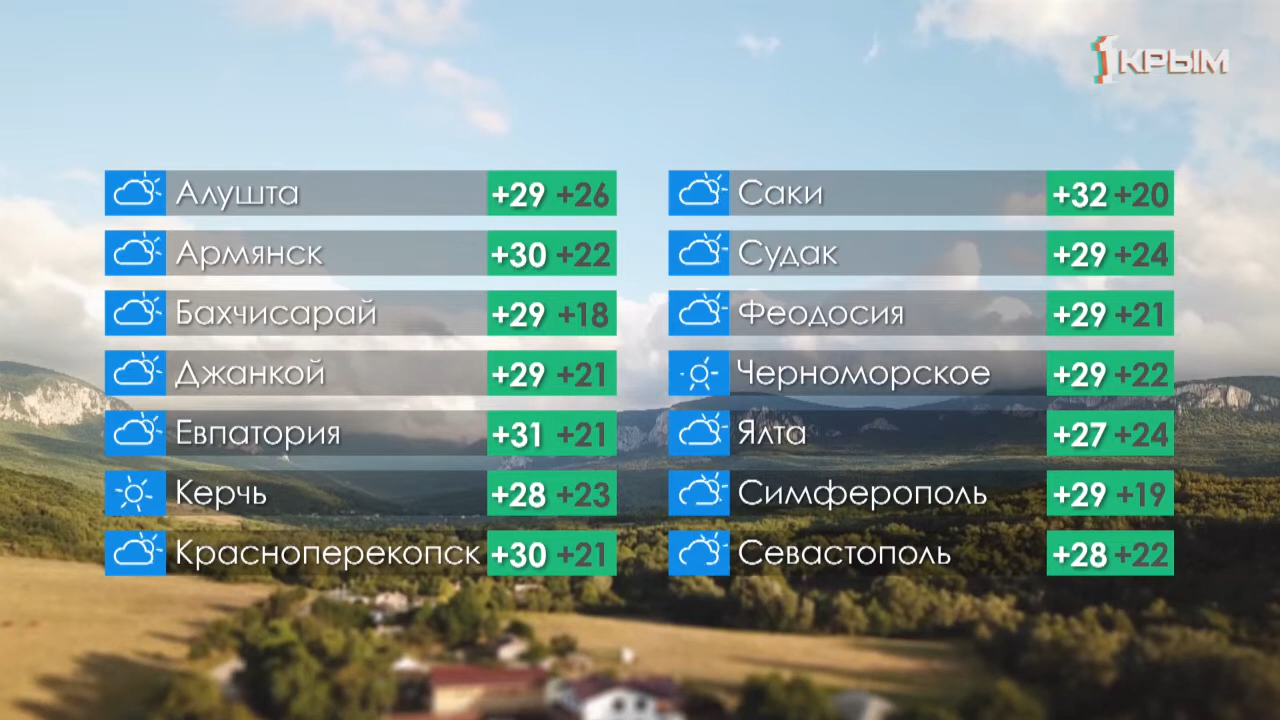 1 КРЫМ
Алушта +29 +26
Армянск +30 +22
Бахчисарай +29 +18
Джанкой +29 +21
Евпатория +31 +21
Керчь +28 +23
Красноперекопск +30 +21
Саки +32 +20
Судак +29 +24
Феодосия +29 +21
Черноморское +29 +22
Ялта +27 +24
Симферополь +29 +19
Севастополь +28 +22